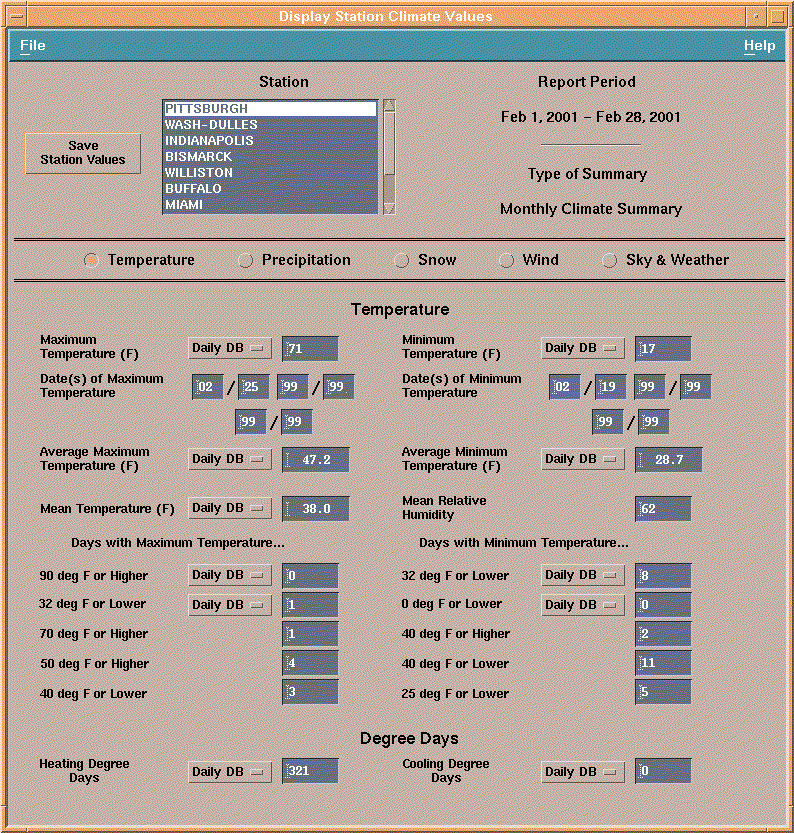 Display Station Climate Values
File Help
Station Report Period
PITTSBURGH
WASH-DULLES
INDIANAPOLIS
BISMARCK
WILLISTON
BUFFALO
MIAMI
Save
Station Values
Feb 1, 2001 - Feb 28, 2001
Type of Summary
Monthly Climate Summary
Temperature Precipitation Snow Wind Sky & Weather
Temperature
Maximum
Temperature (F) Daily DB 71
Minimum
Temperature (F) Daily DB 17
Date(s) of Maximum
Temperature 02 / 25 99 / 99
99 / 99
Date(s) of Minimum
Temperature 02 / 19 99 / 99
99 / 99
Average Maximum
Temperature (F) Daily DB 47.2
Average Minimum
Temperature (F) Daily DB 28.7
Mean Temperature (F) Daily DB 38.0
Mean Relative
Humidity 62
Days with Maximum Temperature... Days with Minimum Temperature...
90 deg F or Higher Daily DB 0 32 deg F or Lower Daily DB 8
32 deg F or Lower Daily DB 1 0 deg F or Lower Daily DB 0
70 deg F or Higher 1 40 deg F or Higher 2
50 deg F or Higher 4 40 deg F or Lower 11
40 deg F or Lower 3 25 deg F or Lower 5
Degree Days
Heating Degree
Days Daily DB 321
Cooling Degree
Days Daily DB 0